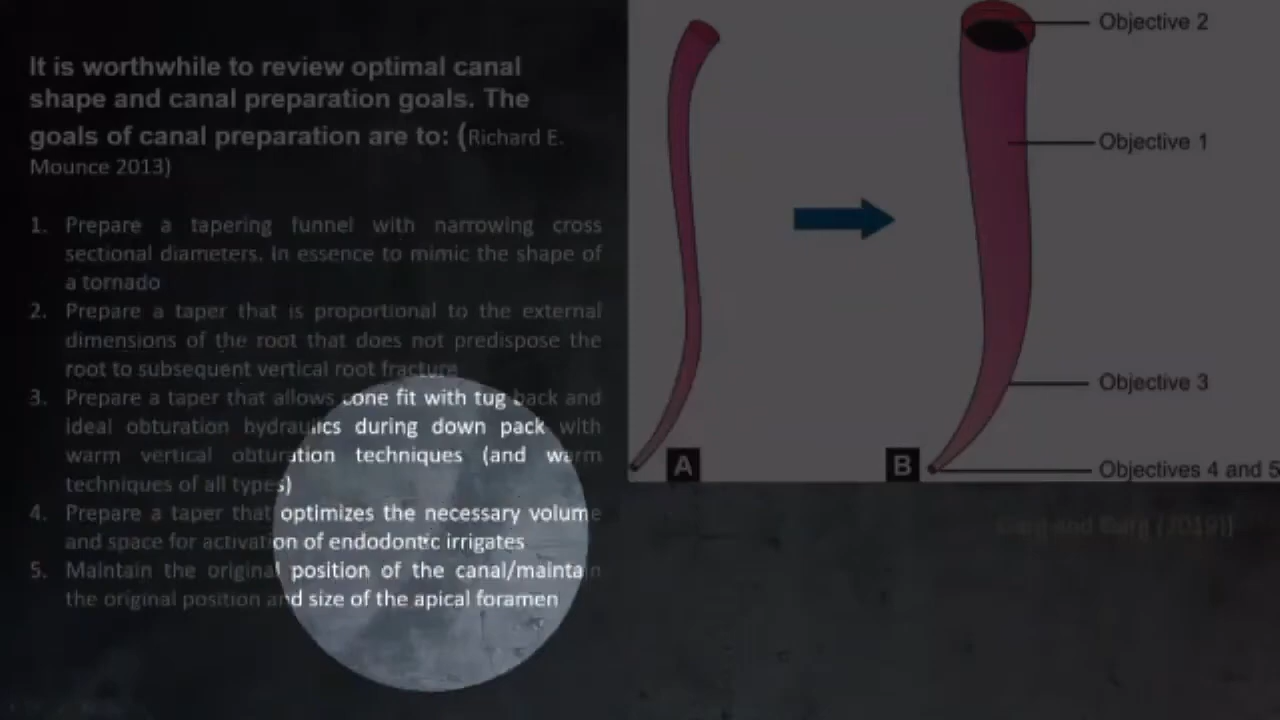 It is worthwhile to review optimal canal
shape and canal preparation goals. The
goals of canal preparation are to: (Richard E.
Mounce 2013)
1. Prepare a tapering funnel with narrowing cross
sectional diameters. In essence to mimic the shape of
a tornado
2. Prepare a taper that is proportional to the external
dimensions of the root that does not predispose the
root to subsequent vertical root fracture
3. Prepare a taper that allows cone fit with tug back and
ideal obturation hydraulics during down pack with
warm vertical obturation techniques (and warm
techniques of all types)
4. Prepare a taper that optimizes the necessary volume
and space for activation of endodontic irrigates
5. Maintain the original position of the canal/maintain
the original position and size of the apical foramen
Objective 2
Objective 1
Objective 3
Objectives 4 and 5
A
B
Garg and Garg (2019)]